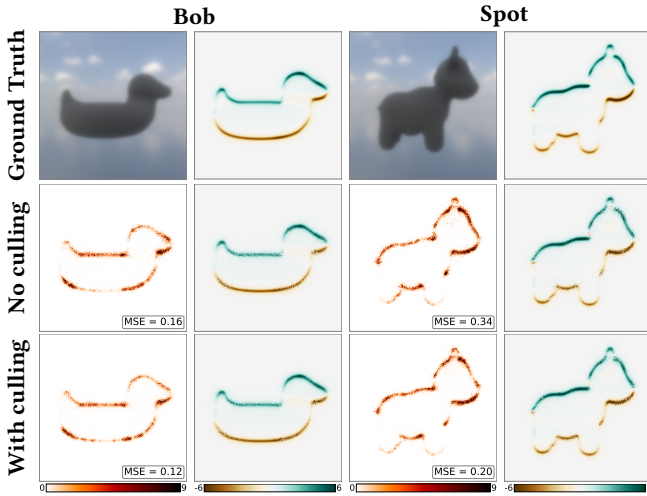 Bob
Spot
Ground Truth
No culling
MSE = 0.16
MSE = 0.34
With culling
MSE = 0.12
MSE = 0.20
0 9 -6 6 0 9 -6